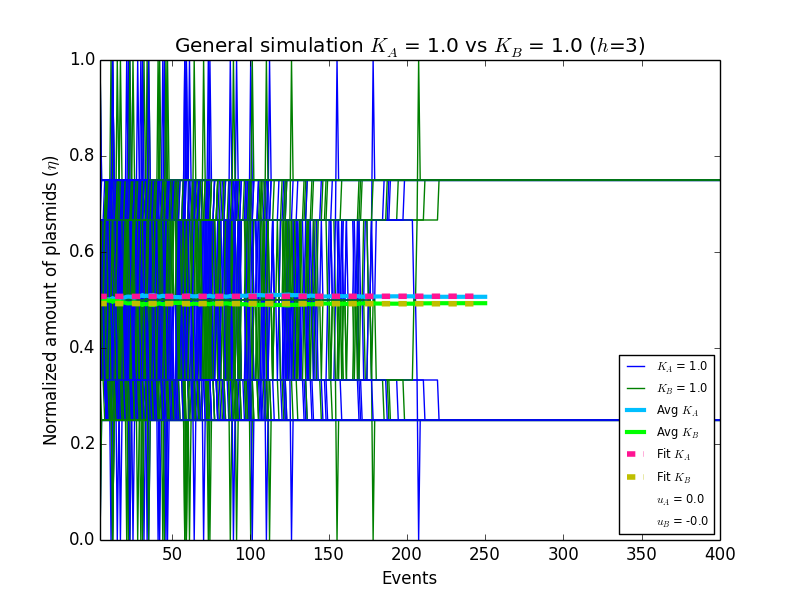 General simulation K_A = 1.0 vs K_B = 1.0 (h=3)
Normalized amount of plasmids (η)
1.0
0.8
0.6
0.4
0.2
0.0
50 100 150 200 250 300 350 400
Events
K_A = 1.0
K_B = 1.0
Avg K_A
Avg K_B
Fit K_A
Fit K_B
u_A = 0.0
u_B = -0.0